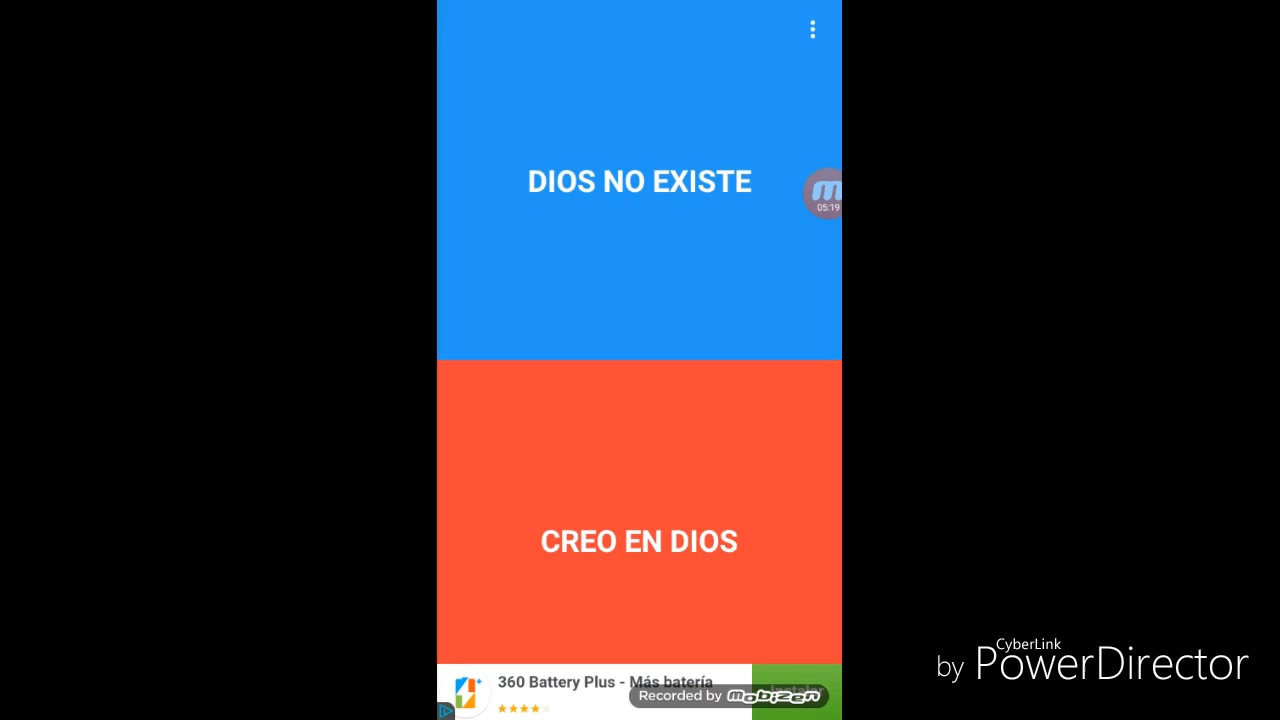 DIOS NO EXISTE
05:19
CREO EN DIOS
360 Battery Plus - Más batería
Recorded by mobizen
CyberLink
by PowerDirector